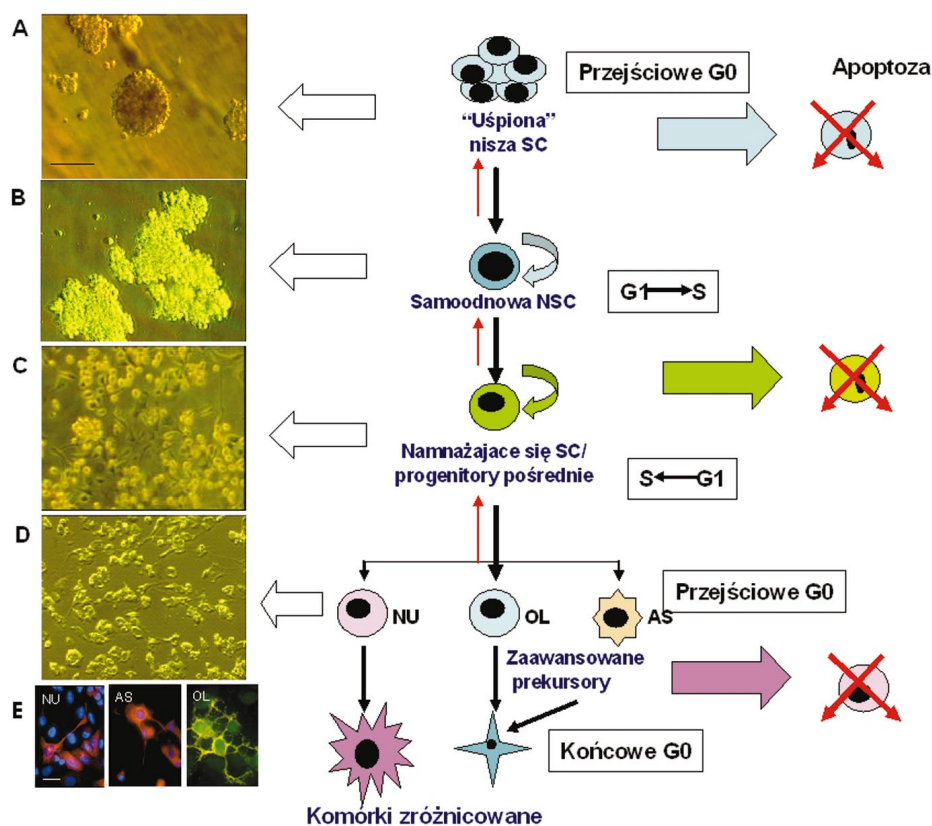 A
Przejściowe G0
Apoptoza
“Uśpiona”
nisza SC
B
Samoodnowa NSC
G1 S
C
Namnażajace się SC/
progenitory pośrednie
S G1
D
Przejściowe G0
NU
OL
AS
Zaawansowane
prekursory
E
NU
AS
OL
Końcowe G0
Komórki zróżnicowane